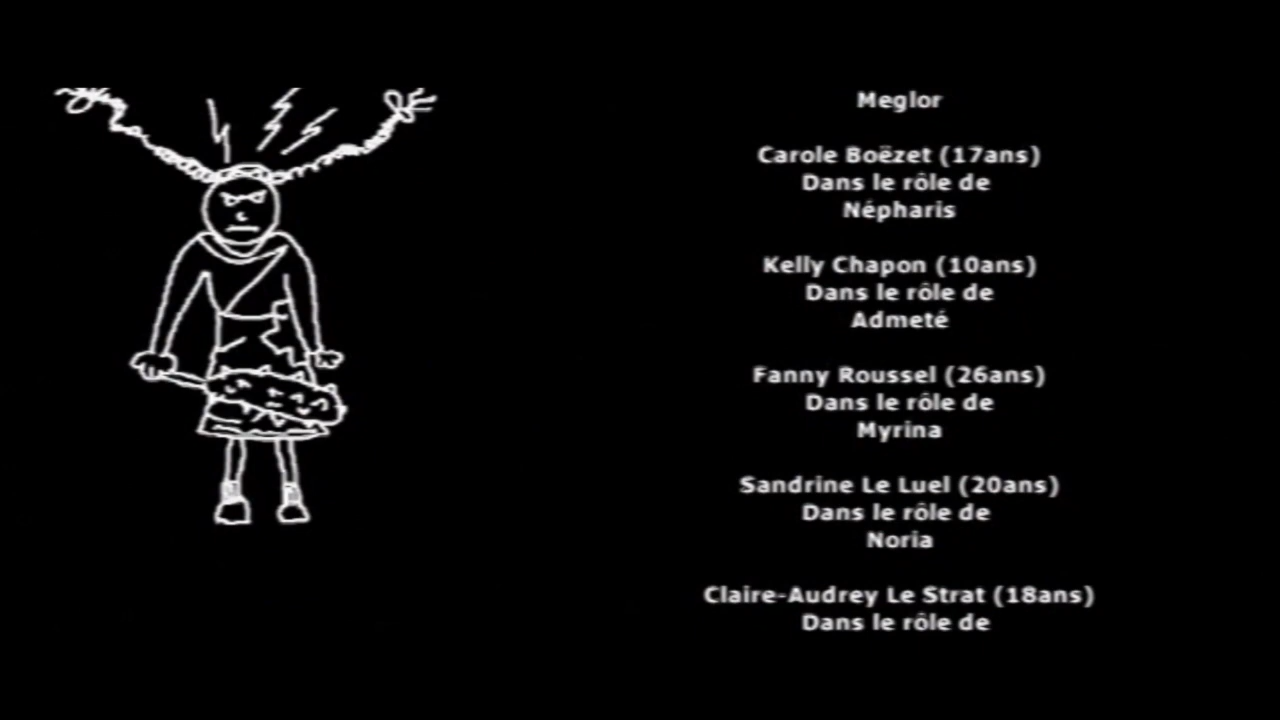 Meglor
Carole Boëzet (17ans)
Dans le rôle de
Népharis
Kelly Chapon (10ans)
Dans le rôle de
Admeté
Fanny Roussel (26ans)
Dans le rôle de
Myrina
Sandrine Le Luel (20ans)
Dans le rôle de
Noria
Claire-Audrey Le Strat (18ans)
Dans le rôle de